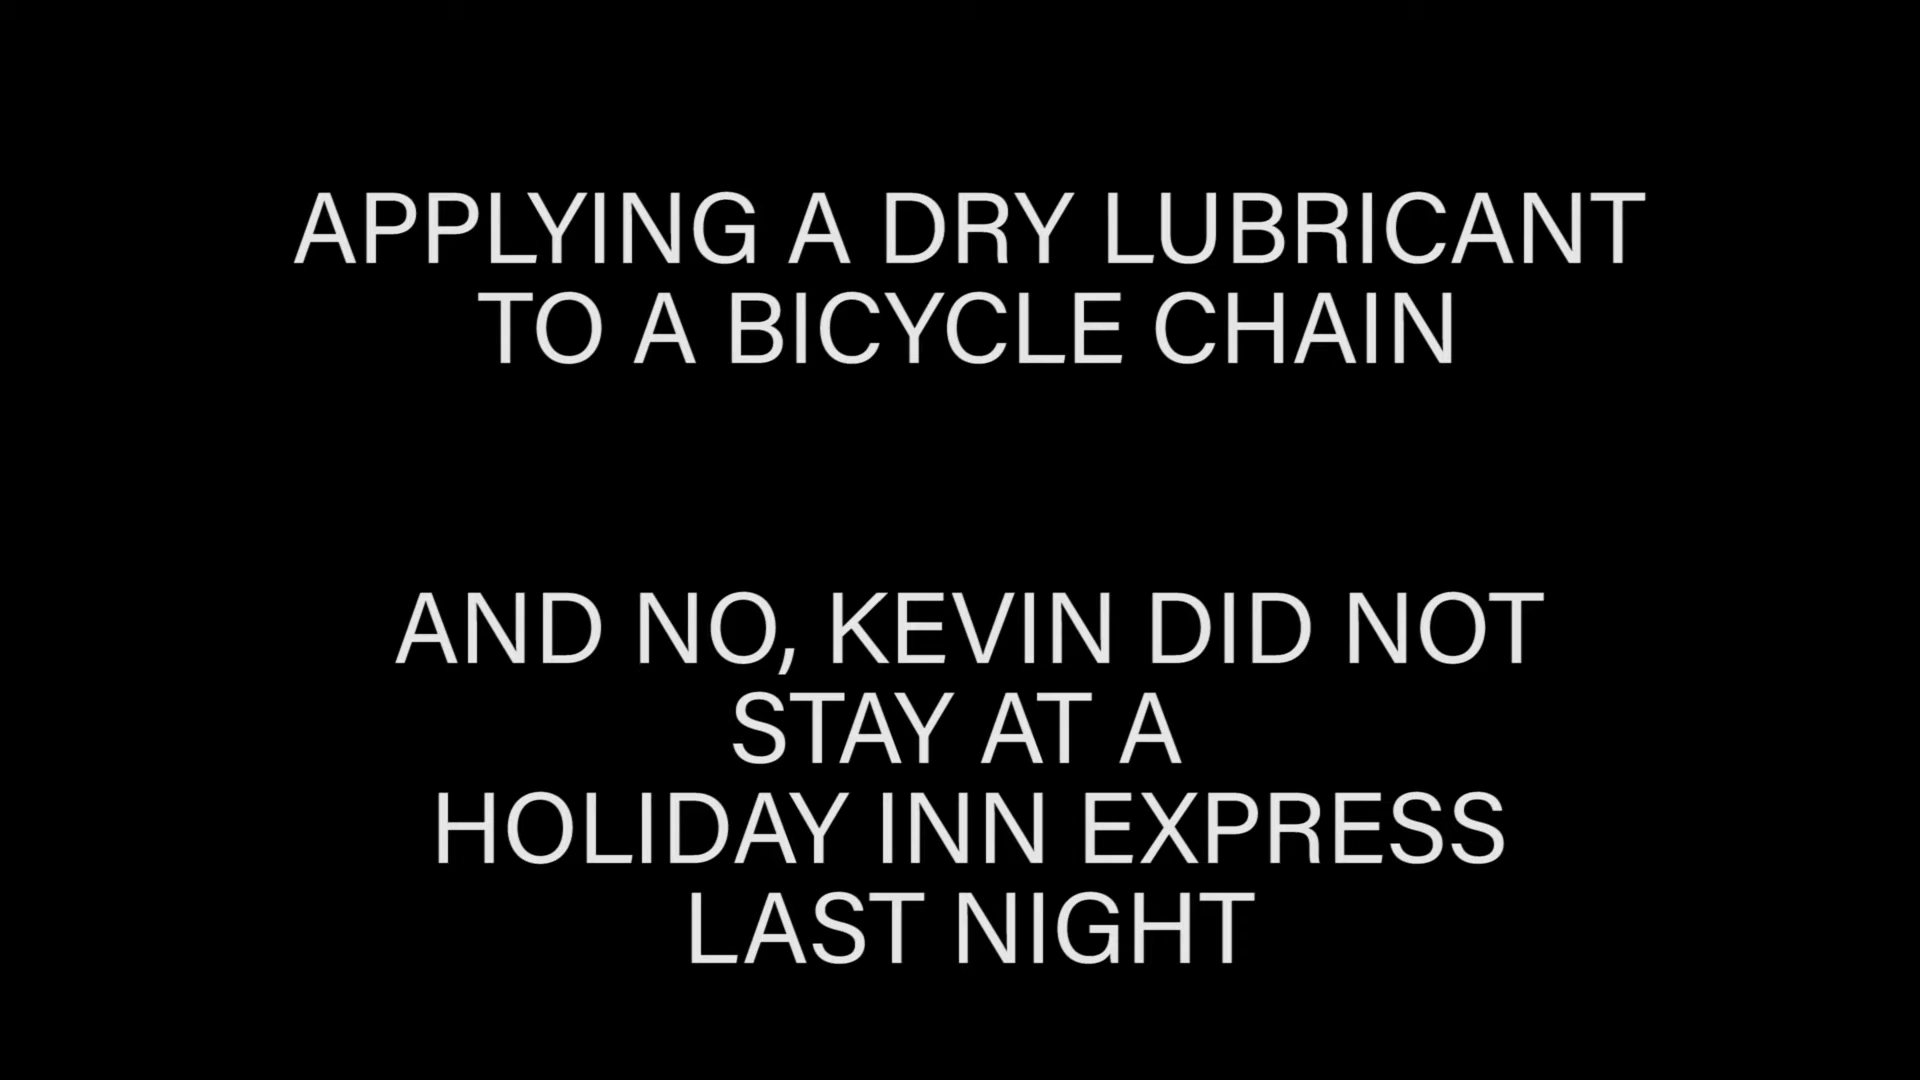 APPLYING A DRY LUBRICANT
TO A BICYCLE CHAIN
AND NO, KEVIN DID NOT
STAY AT A
HOLIDAY INN EXPRESS
LAST NIGHT